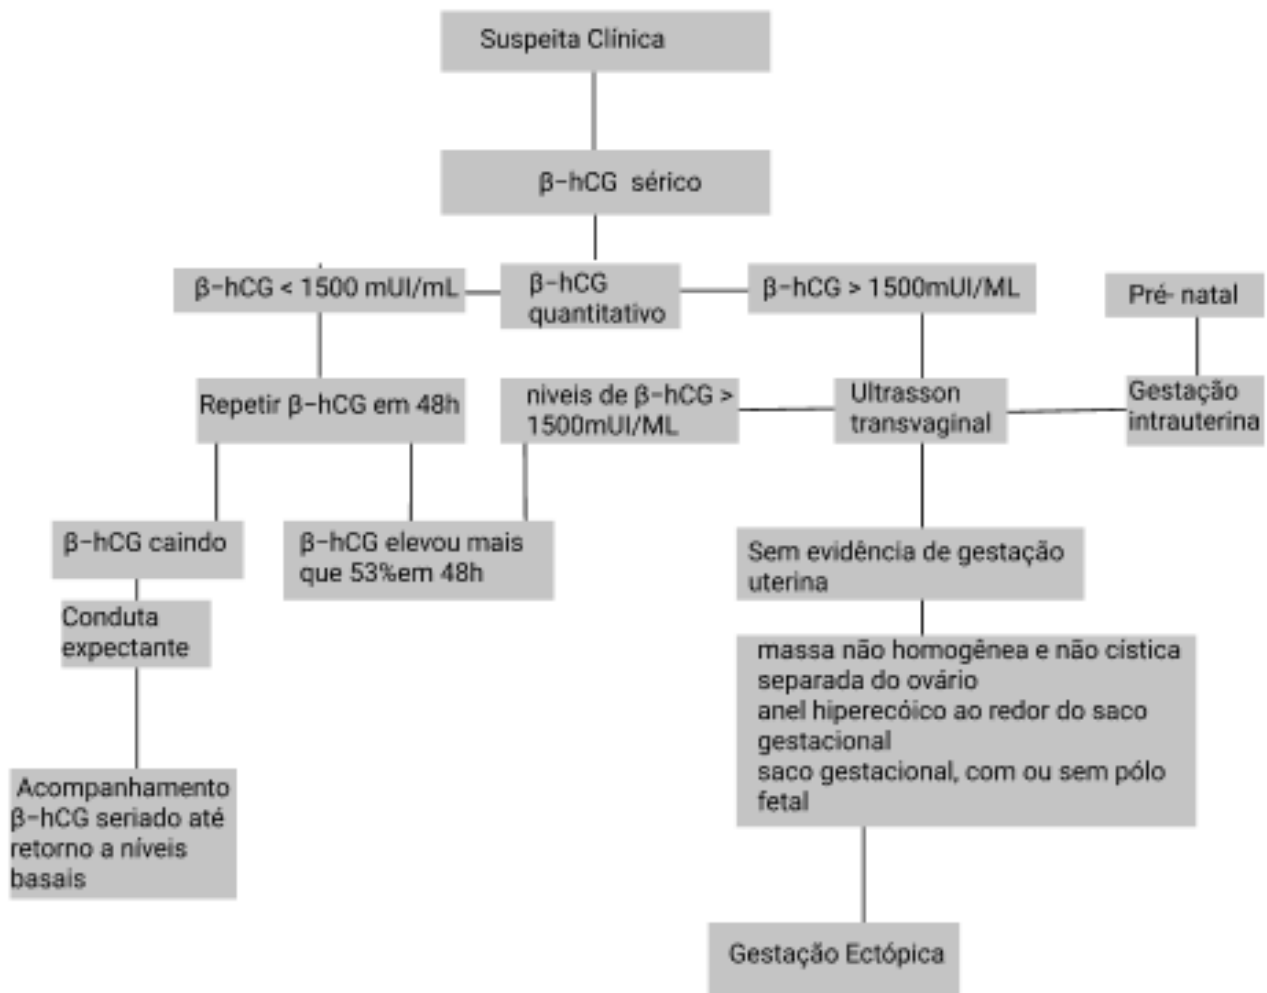 Suspeita Clínica
β-hCG sérico
β-hCG < 1500 mUI/mL
β-hCG
quantitativo
β-hCG > 1500mUI/ML
Pré- natal
Repetir β-hCG em 48h
niveis de β-hCG >
1500mUI/ML
Ultrasson
transvaginal
Gestação
intrauterina
β-hCG caindo
β-hCG elevou mais
que 53%em 48h
Sem evidência de gestação
uterina
Conduta
expectante
massa não homogênea e não cística
separada do ovário
anel hiperecóico ao redor do saco
gestacional
saco gestacional, com ou sem pólo
fetal
Acompanhamento
β-hCG seriado até
retorno a níveis
basais
Gestação Ectópica